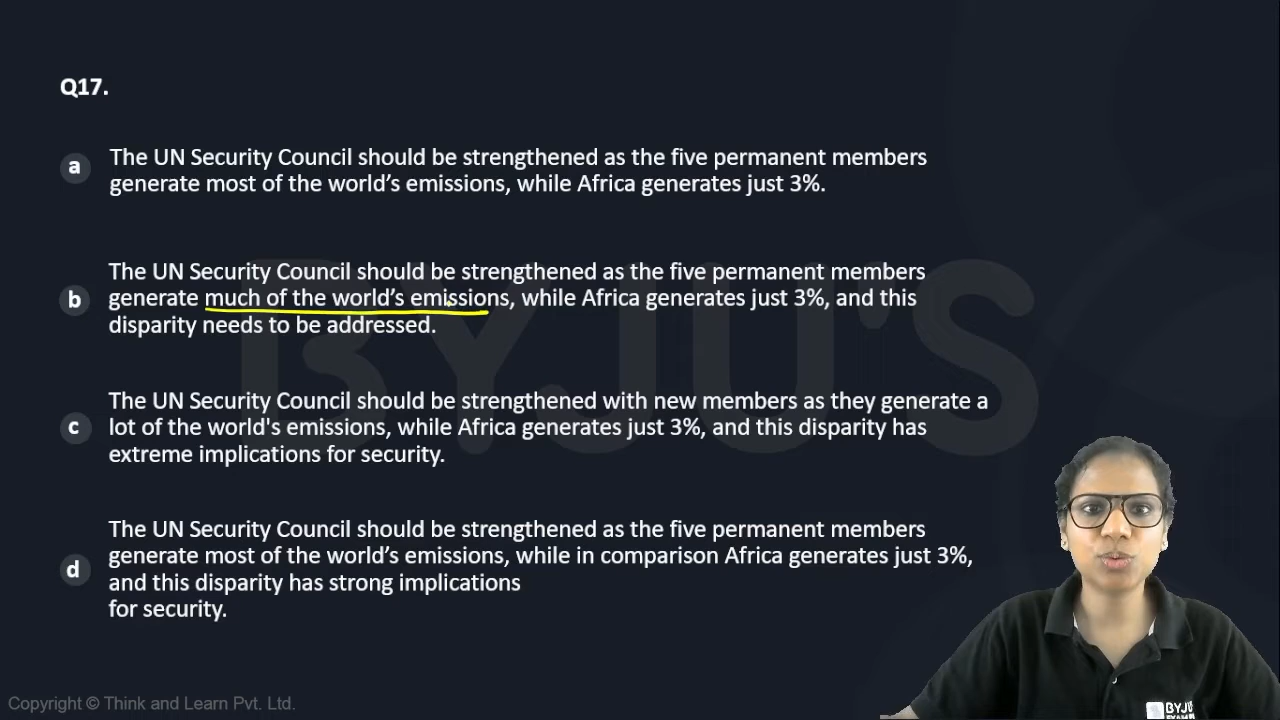 Q17.
a
The UN Security Council should be strengthened as the five permanent members
generate most of the world’s emissions, while Africa generates just 3%.
b
The UN Security Council should be strengthened as the five permanent members
generate much of the world’s emissions, while Africa generates just 3%, and this
disparity needs to be addressed.
c
The UN Security Council should be strengthened with new members as they generate a
lot of the world's emissions, while Africa generates just 3%, and this disparity has
extreme implications for security.
d
The UN Security Council should be strengthened as the five permanent members
generate most of the world’s emissions, while in comparison Africa generates just 3%,
and this disparity has strong implications
for security.
BYJU'S
Copyright © Think and Learn Pvt. Ltd.